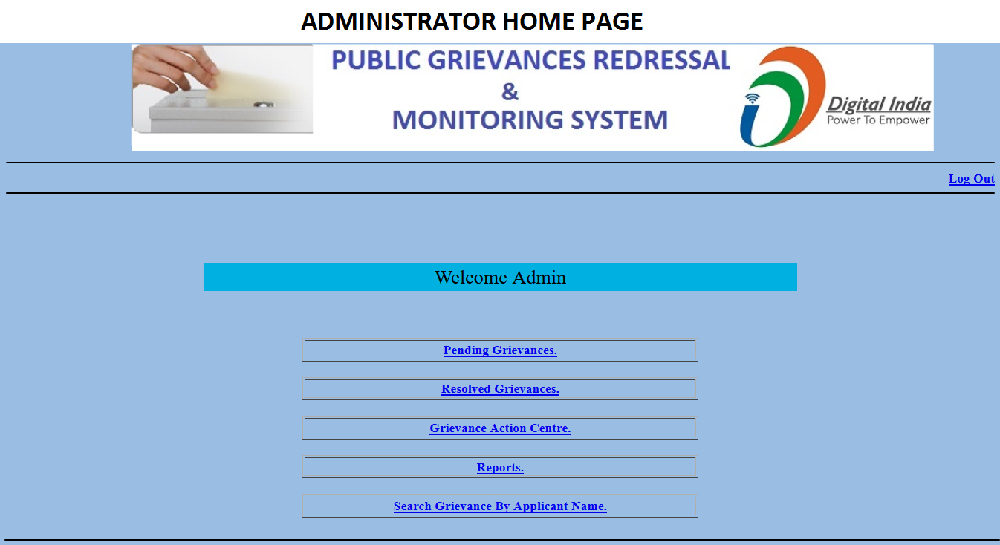 ADMINISTRATOR HOME PAGE
PUBLIC GRIEVANCES REDRESSAL
&
MONITORING SYSTEM
Digital India
Power To Empower
Log Out
Welcome Admin
Pending Grievances.
Resolved Grievances.
Grievance Action Centre.
Reports.
Search Grievance By Applicant Name.